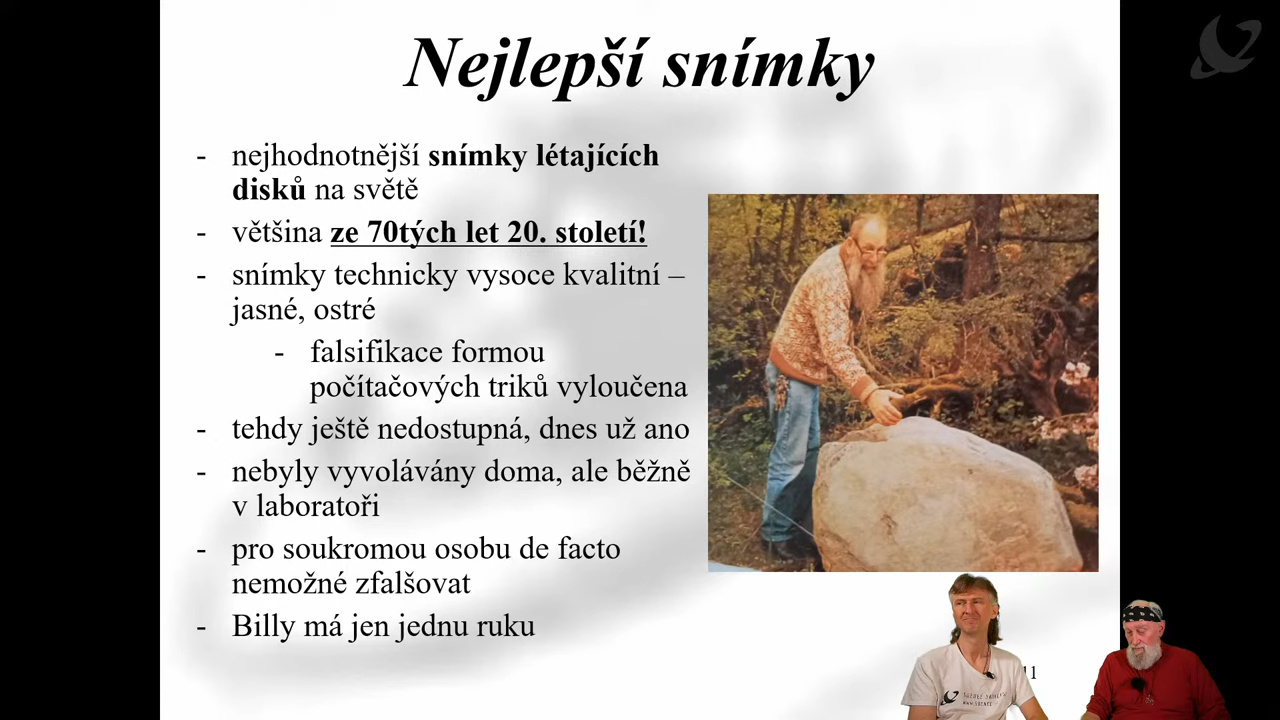 Nejlepší snímky
- nejhodnotnější snímky létajících
disků na světě
- většina ze 70tých let 20. století!
- snímky technicky vysoce kvalitní –
jasné, ostré
- falsifikace formou
počítačových triků vyloučena
- tehdy ještě nedostupná, dnes už ano
- nebyly vyvolávány doma, ale běžně
v laboratoři
- pro soukromou osobu de facto
nemožné zfalšovat
- Billy má jen jednu ruku
11